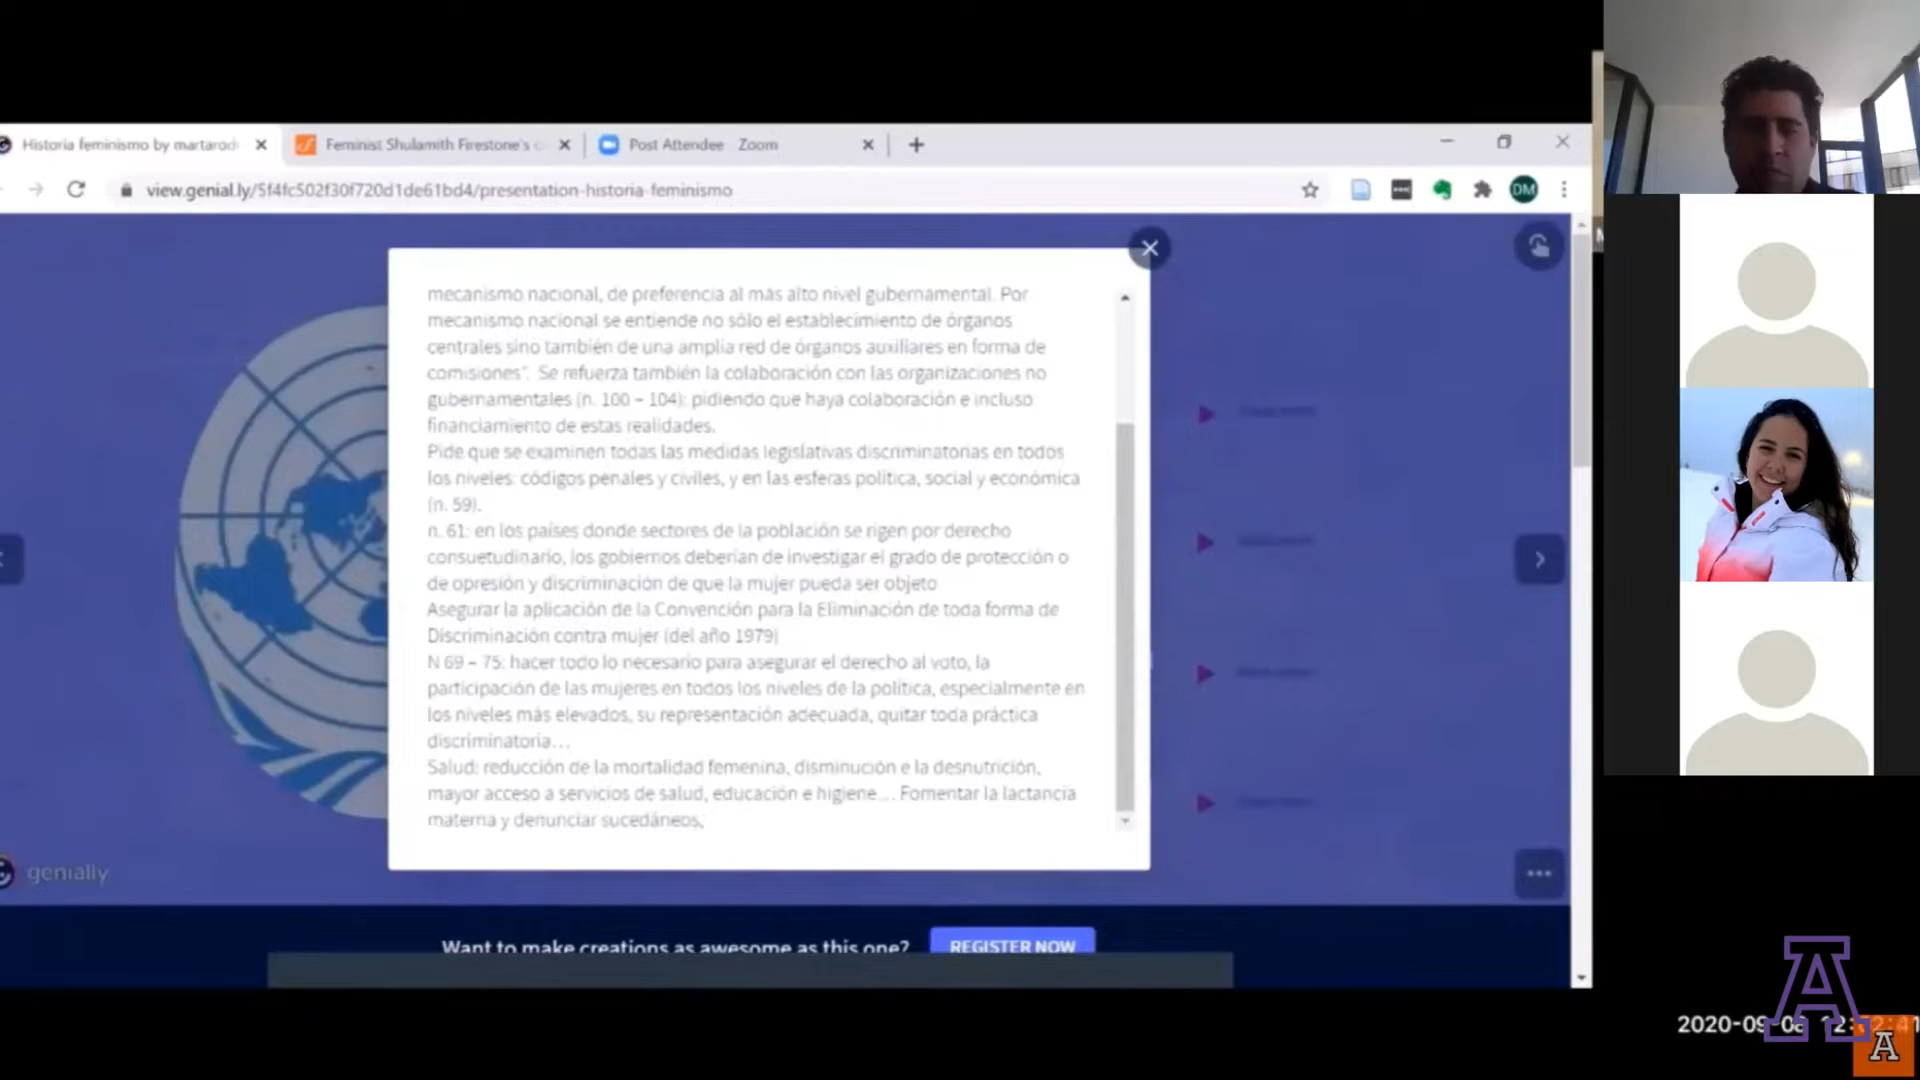 Historia feminismo by martarod
Feminist Shulamith Firestone's
Post Attendee Zoom
view.genial.ly/5f4fc502f30f720d1de61bd4/presentation-historia-feminismo
DM
mecanismo nacional, de preferencia al más alto nivel gubernamental. Por
mecanismo nacional se entiende no sólo el establecimiento de órganos
centrales sino también de una amplia red de órganos auxiliares en forma de
comisiones". Se refuerza también la colaboración con las organizaciones no
gubernamentales (n. 100 – 104): pidiendo que haya colaboración e incluso
financiamiento de estas realidades.
Pide que se examinen todas las medidas legislativas discriminatorias en todos
los niveles: códigos penales y civiles, y en las esferas política, social y económica
(n. 59).
n. 61: en los países donde sectores de la población se rigen por derecho
consuetudinario, los gobiernos deberían de investigar el grado de protección o
de opresión y discriminación de que la mujer pueda ser objeto
Asegurar la aplicación de la Convención para la Eliminación de toda forma de
Discriminación contra mujer (del año 1979)
N 69 – 75: hacer todo lo necesario para asegurar el derecho al voto, la
participación de las mujeres en todos los niveles de la política, especialmente en
los niveles más elevados, su representación adecuada, quitar toda práctica
discriminatoria...
Salud: reducción de la mortalidad femenina, disminución e la desnutrición,
mayor acceso a servicios de salud, educación e higiene... Fomentar la lactancia
materna y denunciar sucedáneos,
genially
Want to make creations as awesome as this one?
REGISTER NOW
2020-09-08
A
A